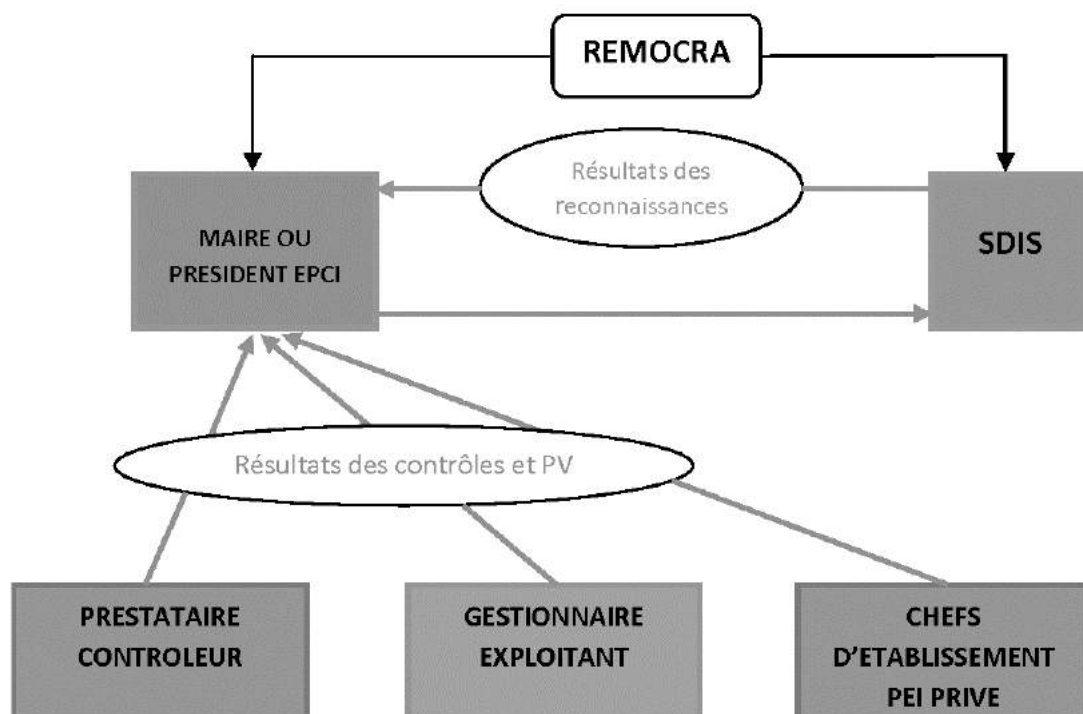 REMOCRA
Résultats des
reconnaissances
MAIRE OU
PRESIDENT EPCI
SDIS
Résultats des contrôles et PV
PRESTATAIRE
CONTROLEUR
GESTIONNAIRE
EXPLOITANT
CHEFS
D'ETABLISSEMENT
PEI PRIVE